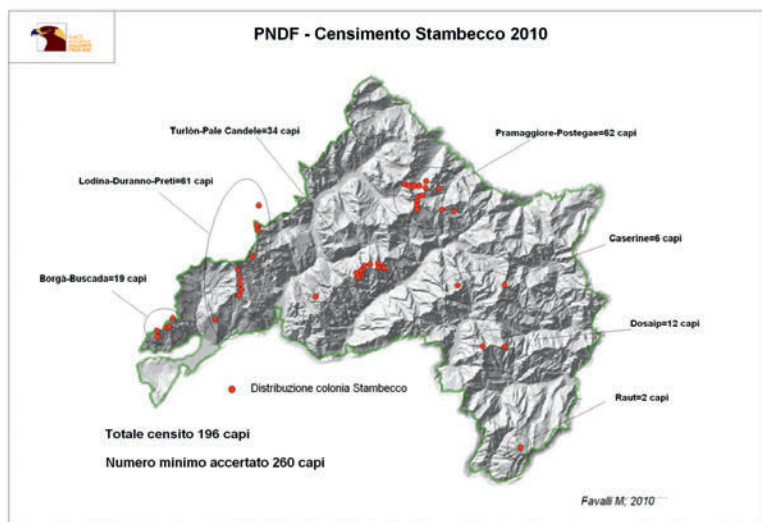 PNDF - Censimento Stambecco 2010
Turlòn-Pale Candele=34 capi
Pramaggiore-Postegae=62 capi
Lodina-Duranno-Preti=61 capi
Caserine=6 capi
Borgà-Buscada=19 capi
Dosaip=12 capi
Distribuzione colonia Stambecco
Raut=2 capi
Totale censito 196 capi
Numero minimo accertato 260 capi
Favalli M, 2010